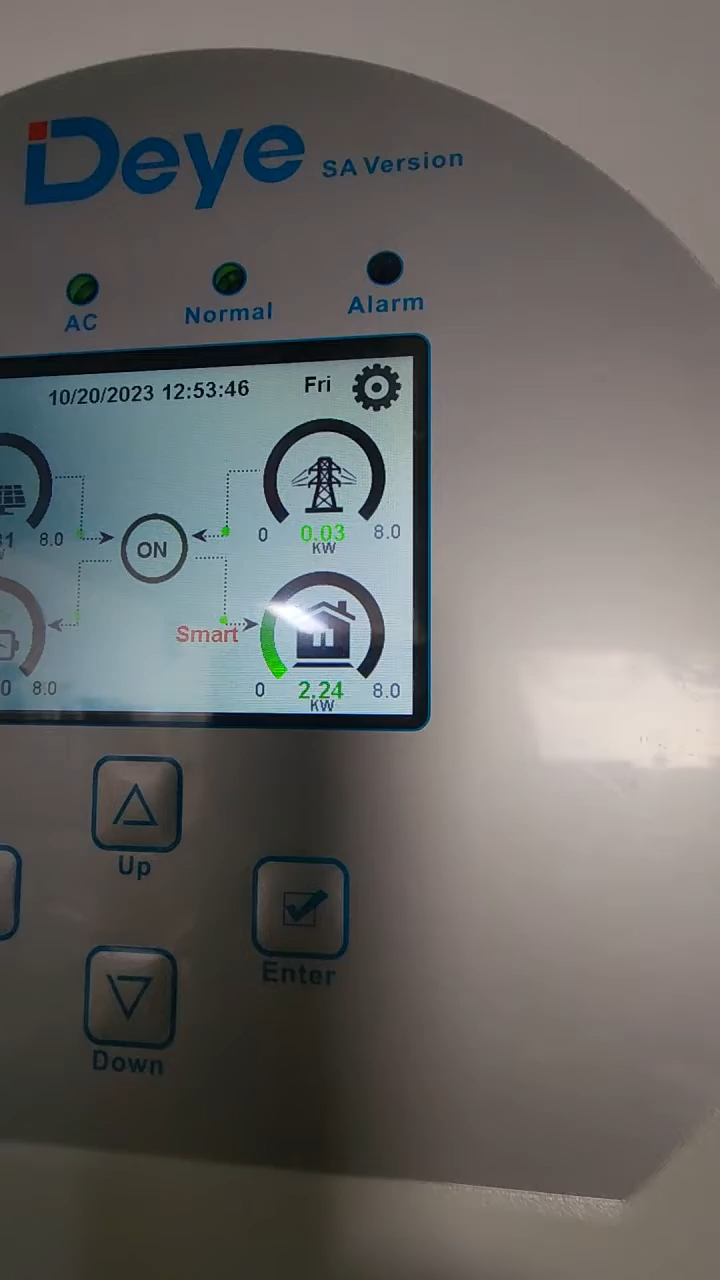 Deye SA Version
AC Normal Alarm
10/20/2023 12:53:46 Fri
ON
8.0 0 0.03 8.0
KW
Smart
0 8.0 0 2.24 8.0
KW
Up
Enter
Down